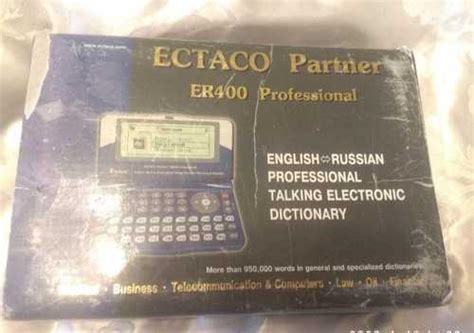 ECTACO Partner
ER400 Professional
ENGLISH⇔RUSSIAN
PROFESSIONAL
TALKING ELECTRONIC
DICTIONARY
More than 950,000 words in general and specialized dictionaries
Business · Telecommunication & Computers · Law · Oil · Finance